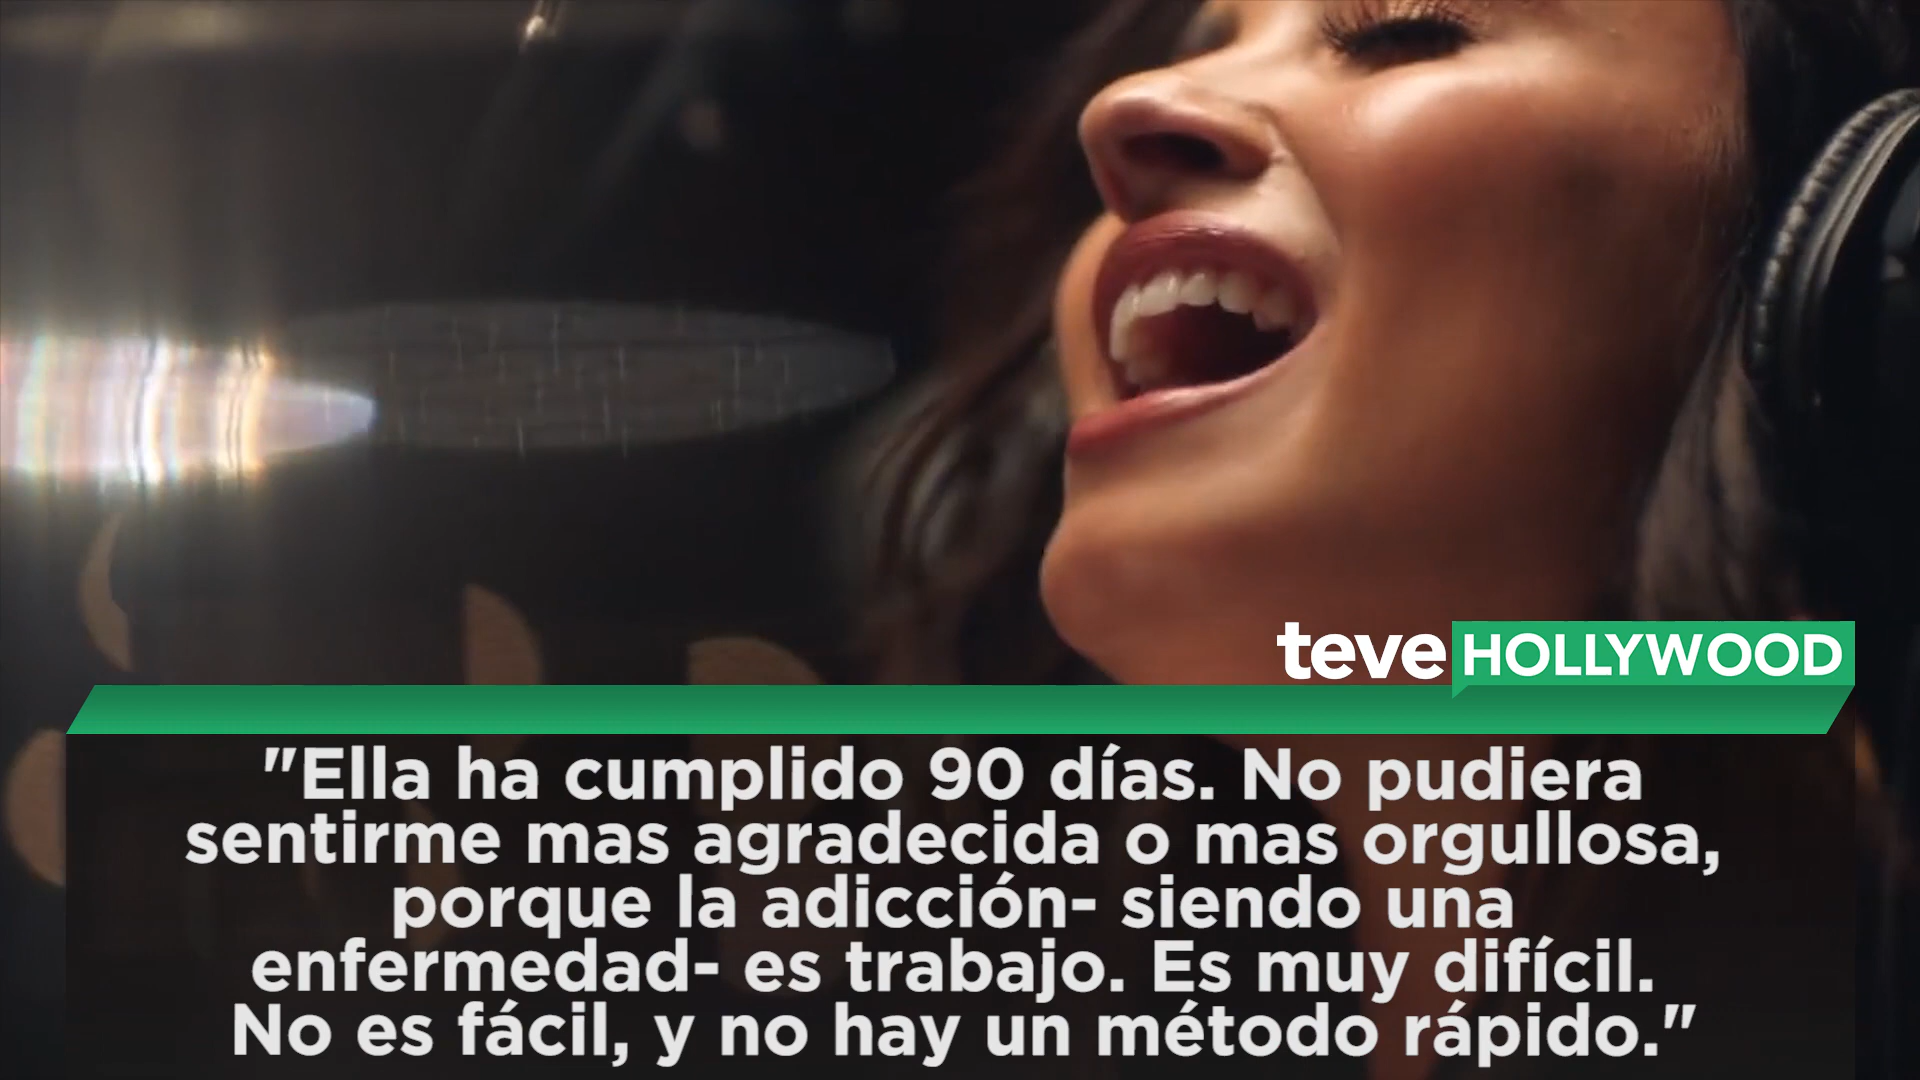 teve HOLLYWOOD
"Ella ha cumplido 90 días. No pudiera
sentirme mas agradecida o mas orgullosa,
porque la adicción- siendo una
enfermedad- es trabajo. Es muy difícil.
No es fácil, y no hay un método rápido."